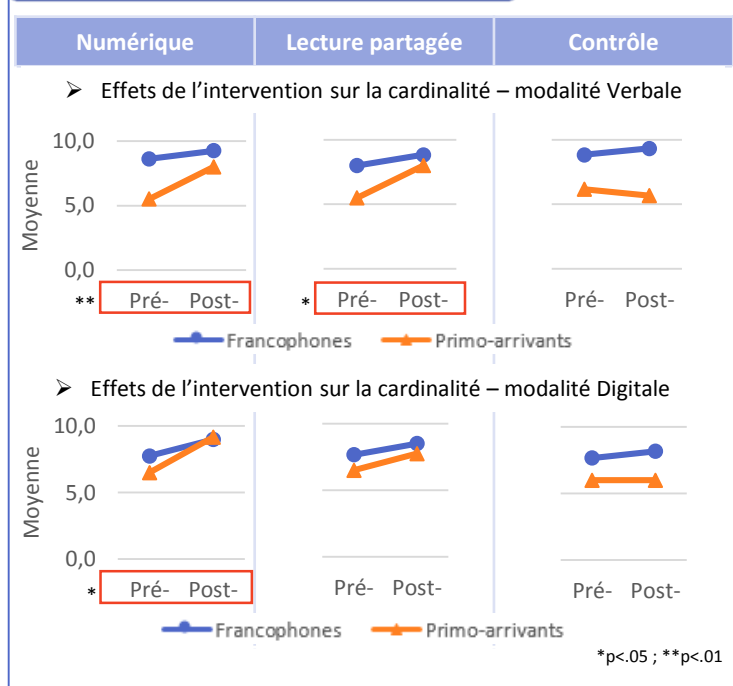 Numérique Lecture partagée Contrôle
➢ Effets de l'intervention sur la cardinalité – modalité Verbale
Moyenne
10,0
5,0
0,0
** Pré- Post- * Pré- Post- Pré- Post-
Francophones Primo-arrivants
➢ Effets de l'intervention sur la cardinalité – modalité Digitale
Moyenne
10,0
5,0
0,0
* Pré- Post- Pré- Post- Pré- Post-
Francophones Primo-arrivants
*p<.05 ; **p<.01